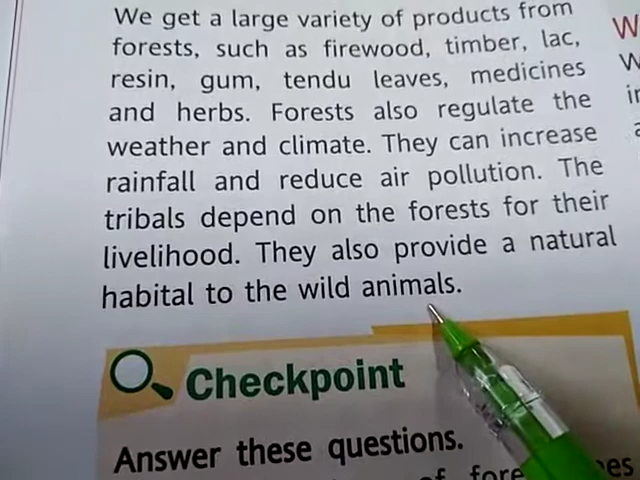 We get a large variety of products from
forests, such as firewood, timber, lac,
resin, gum, tendu leaves, medicines
and herbs. Forests also regulate the
weather and climate. They can increase
rainfall and reduce air pollution. The
tribals depend on the forests for their
livelihood. They also provide a natural
habital to the wild animals.
Checkpoint
Answer these questions.
of